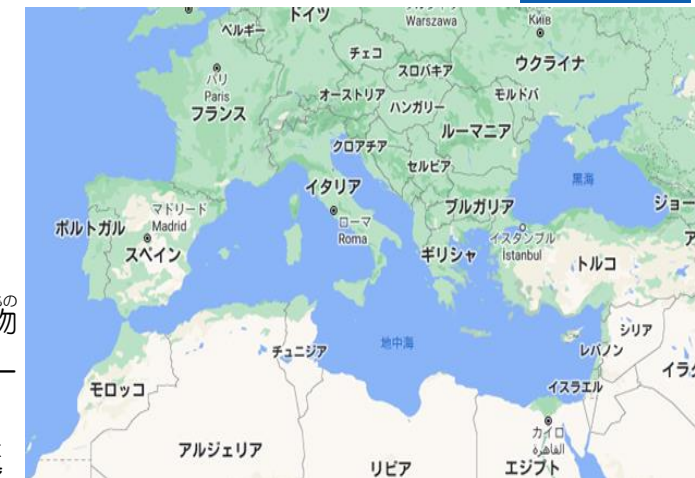 ドイツ
Warszawa
Київ
ベルギー
チェコ
スロバキア
ウクライナ
パリ
Paris
フランス
オーストリア
ハンガリー
モルドバ
ルーマニア
クロアチア
セルビア
黒海
イタリア
マドリード
Madrid
ローマ
Roma
ブルガリア
ジョー
ポルトガル
スペイン
ギリシャ
イスタンブル
İstanbul
トルコ
もの
物
チュニジア
地中海
シリア
レバノン
モロッコ
イスラエル
イラ
カイロ
القاهرة
アルジェリア
リビア
エジプト